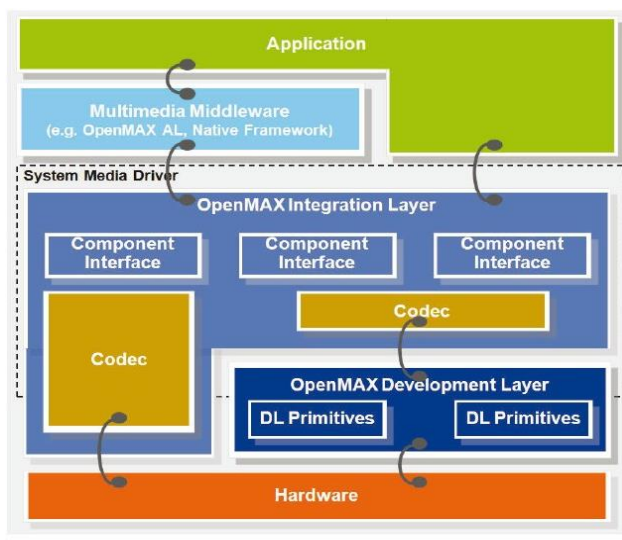 Application
Multimedia Middleware
(e.g. OpenMAX AL, Native Framework)
System Media Driver
OpenMAX Integration Layer
Component
Interface
Component
Interface
Component
Interface
Codec
Codec
OpenMAX Development Layer
DL Primitives
DL Primitives
Hardware